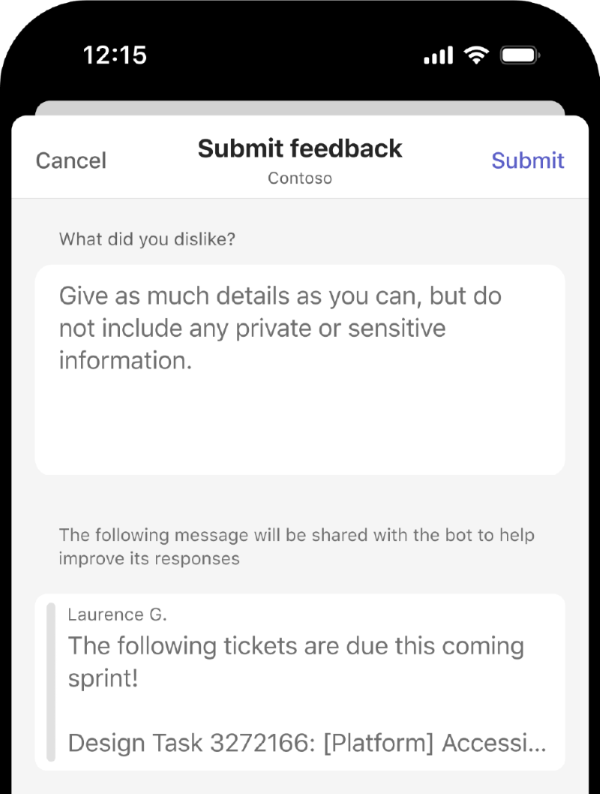 12:15
Cancel
Submit feedback
Submit
Contoso
What did you dislike?
Give as much details as you can, but do
not include any private or sensitive
information.
The following message will be shared with the bot to help
improve its responses
Laurence G.
The following tickets are due this coming
sprint!
Design Task 3272166: [Platform] Accessi...